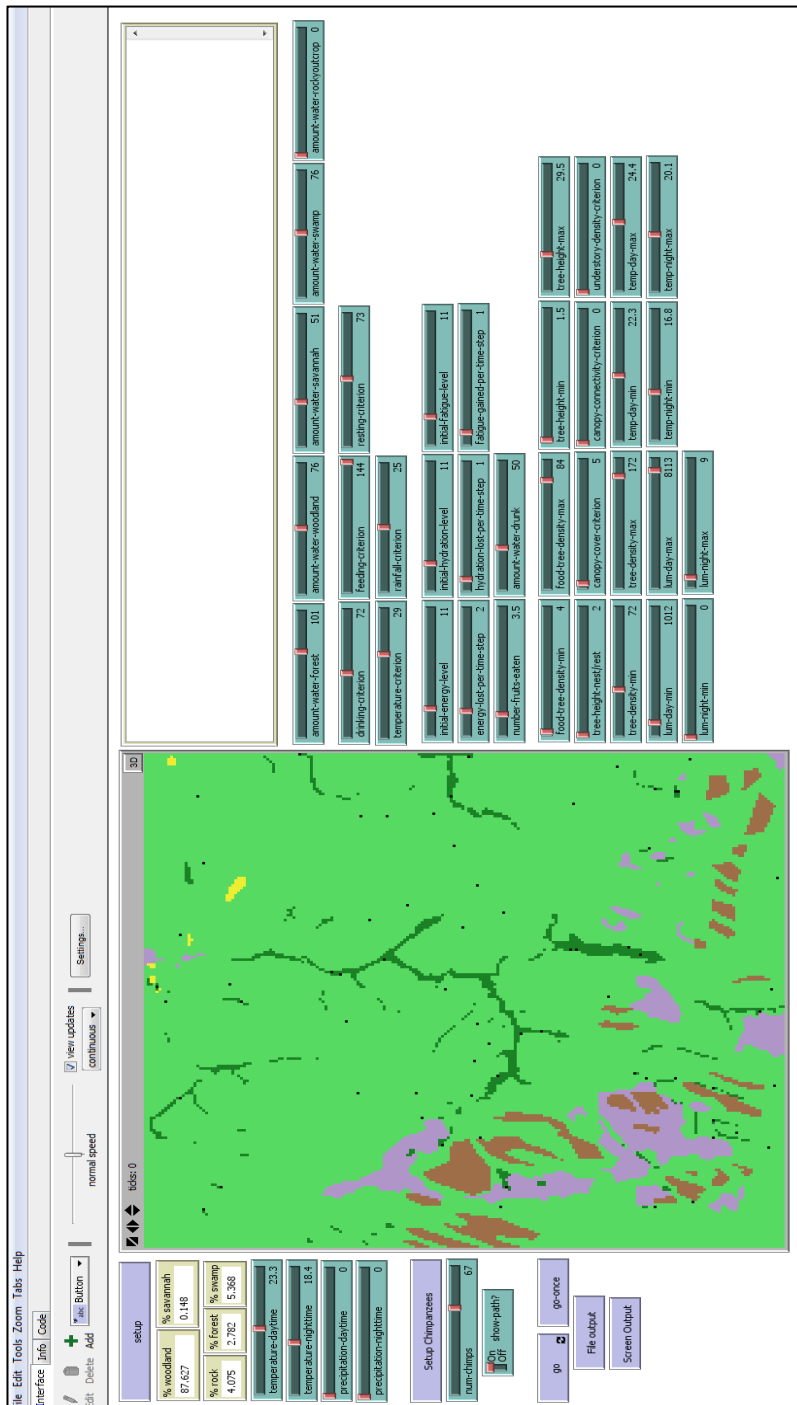 File Edit Tools Zoom Tabs Help
Interface Info Code
Edit Delete Add
abc Button
normal speed
view updates
continuous
Settings...
setup
% woodland
87.627
% savannah
0.148
% rock
4.075
% forest
2.782
% swamp
5.368
temperature-daytime 23.3
temperature-nighttime 18.4
precipitation-daytime 0
precipitation-nighttime 0
Setup Chimpanzees
num-chimps 67
On
Off
show-path?
go
go-once
File output
Screen Output
ticks: 0
3D
amount-water-forest 101
amount-water-woodland 76
amount-water-savannah 51
amount-water-swamp 76
amount-water-rockyoutcrop 0
drinking-criterion 72
feeding-criterion 144
resting-criterion 73
temperature-criterion 29
rainfall-criterion 25
initial-energy-level 11
initial-hydration-level 11
initial-fatigue-level 11
energy-lost-per-time-step 2
hydration-lost-per-time-step 1
fatigue-gained-per-time-step 1
number-fruits-eaten 3.5
amount-water-drunk 50
food-tree-density-min 4
food-tree-density-max 84
tree-height-min 1.5
tree-height-max 29.5
tree-height-nest/rest 2
canopy-cover-criterion 5
canopy-connectivity-criterion 0
understory-density-criterion 0
tree-density-min 72
tree-density-max 172
temp-day-min 22.3
temp-day-max 24.4
lum-day-min 1012
lum-day-max 8113
temp-night-min 16.8
temp-night-max 20.1
lum-night-min 0
lum-night-max 9